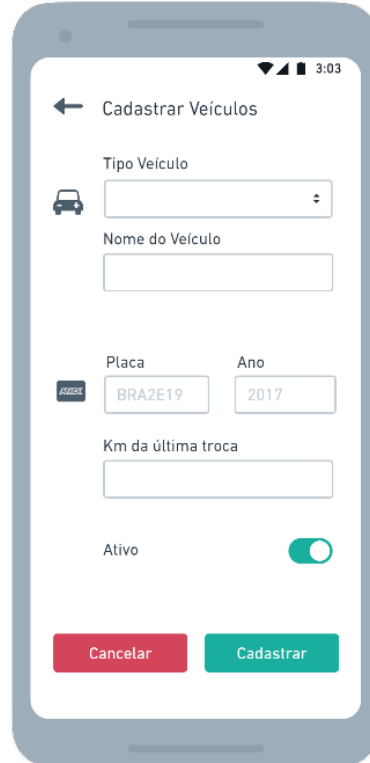 3:03
Cadastrar Veículos
Tipo Veículo
Nome do Veículo
Placa Ano
BRA2E19 2017
Km da última troca
Ativo
Cancelar Cadastrar